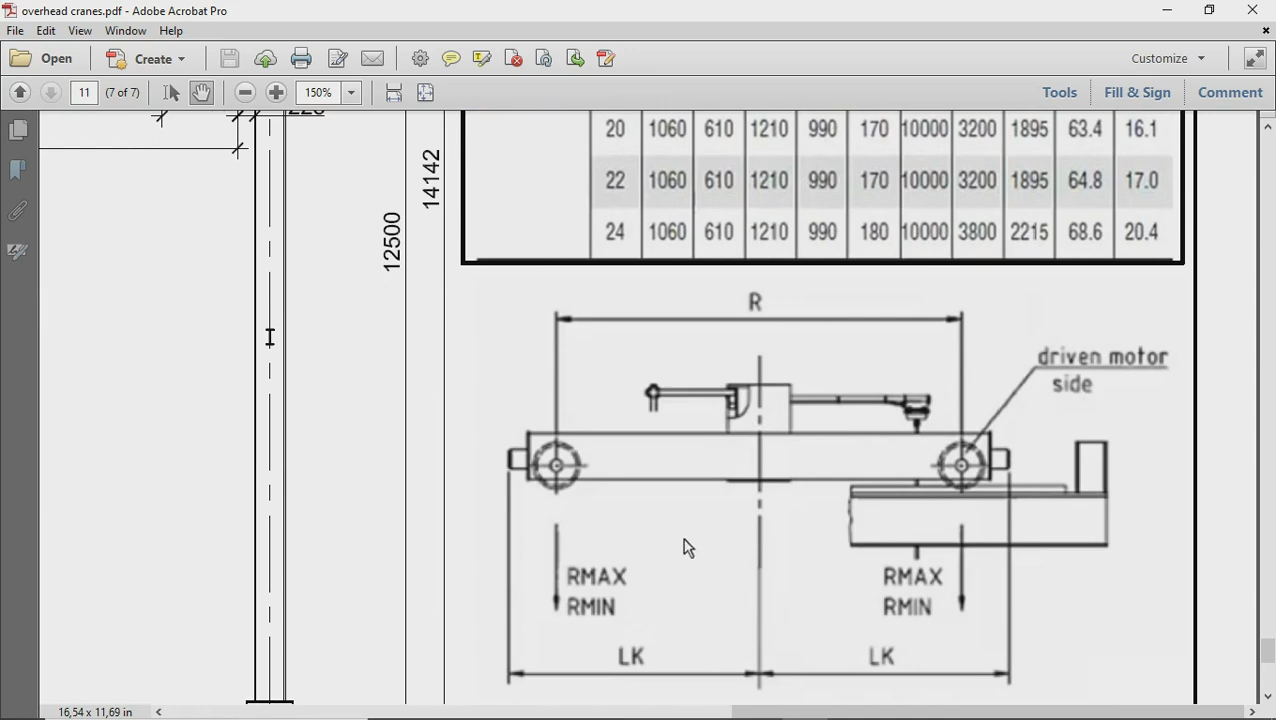 overhead cranes.pdf - Adobe Acrobat Pro
File Edit View Window Help
Open Create Customize
11 (7 of 7) 150% Tools Fill & Sign Comment
20 1060 610 1210 990 170 10000 3200 1895 63.4 16.1
22 1060 610 1210 990 170 10000 3200 1895 64.8 17.0
24 1060 610 1210 990 180 10000 3800 2215 68.6 20.4
14142
12500
R
driven motor
side
RMAX RMAX
RMIN RMIN
LK LK
16,54 x 11,69 in